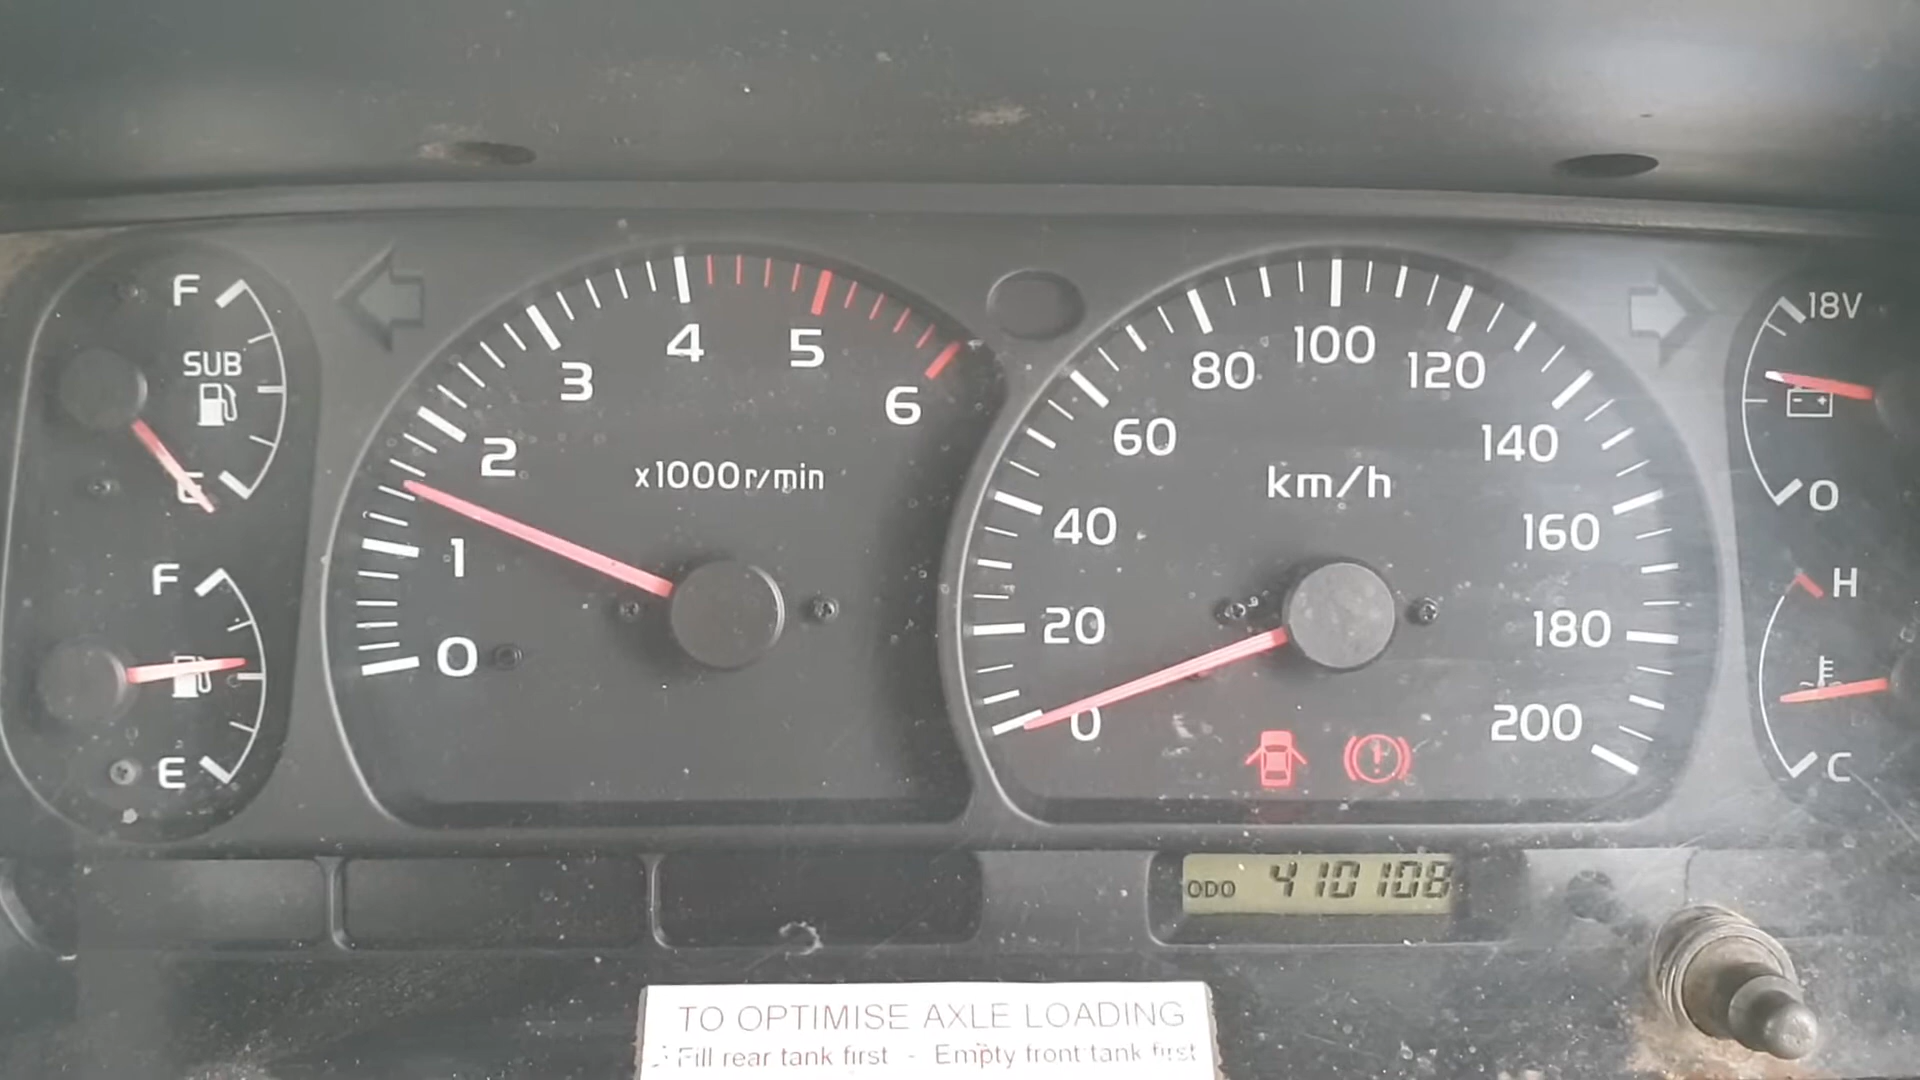 F
SUB
E
F
E
0
1
2
3
4
5
6
x1000r/min
0
20
40
60
80
100
120
140
160
180
200
km/h
18V
0
H
C
ODO 410108
TO OPTIMISE AXLE LOADING
Fill rear tank first - Empty front tank first